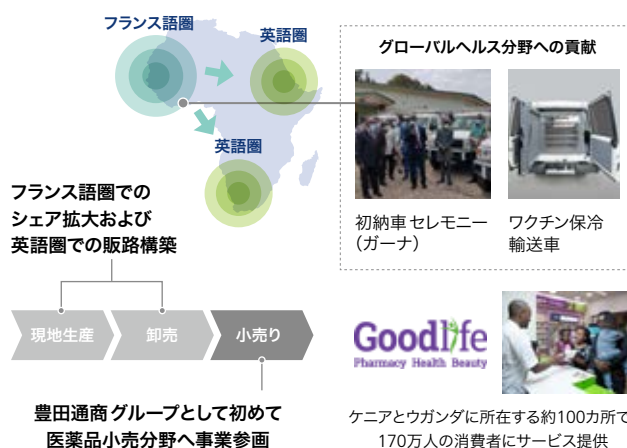 フランス語圏
英語圏
英語圏
フランス語圏での
シェア拡大および
英語圏での販路構築
現地生産
卸売
小売り
豊田通商グループとして初めて
医薬品小売分野へ事業参画
グローバルヘルス分野への貢献
初納車セレモニー
(ガーナ)
ワクチン保冷
輸送車
Goodlife
Pharmacy Health Beauty
ケニアとウガンダに所在する約100カ所で
170万人の消費者にサービス提供